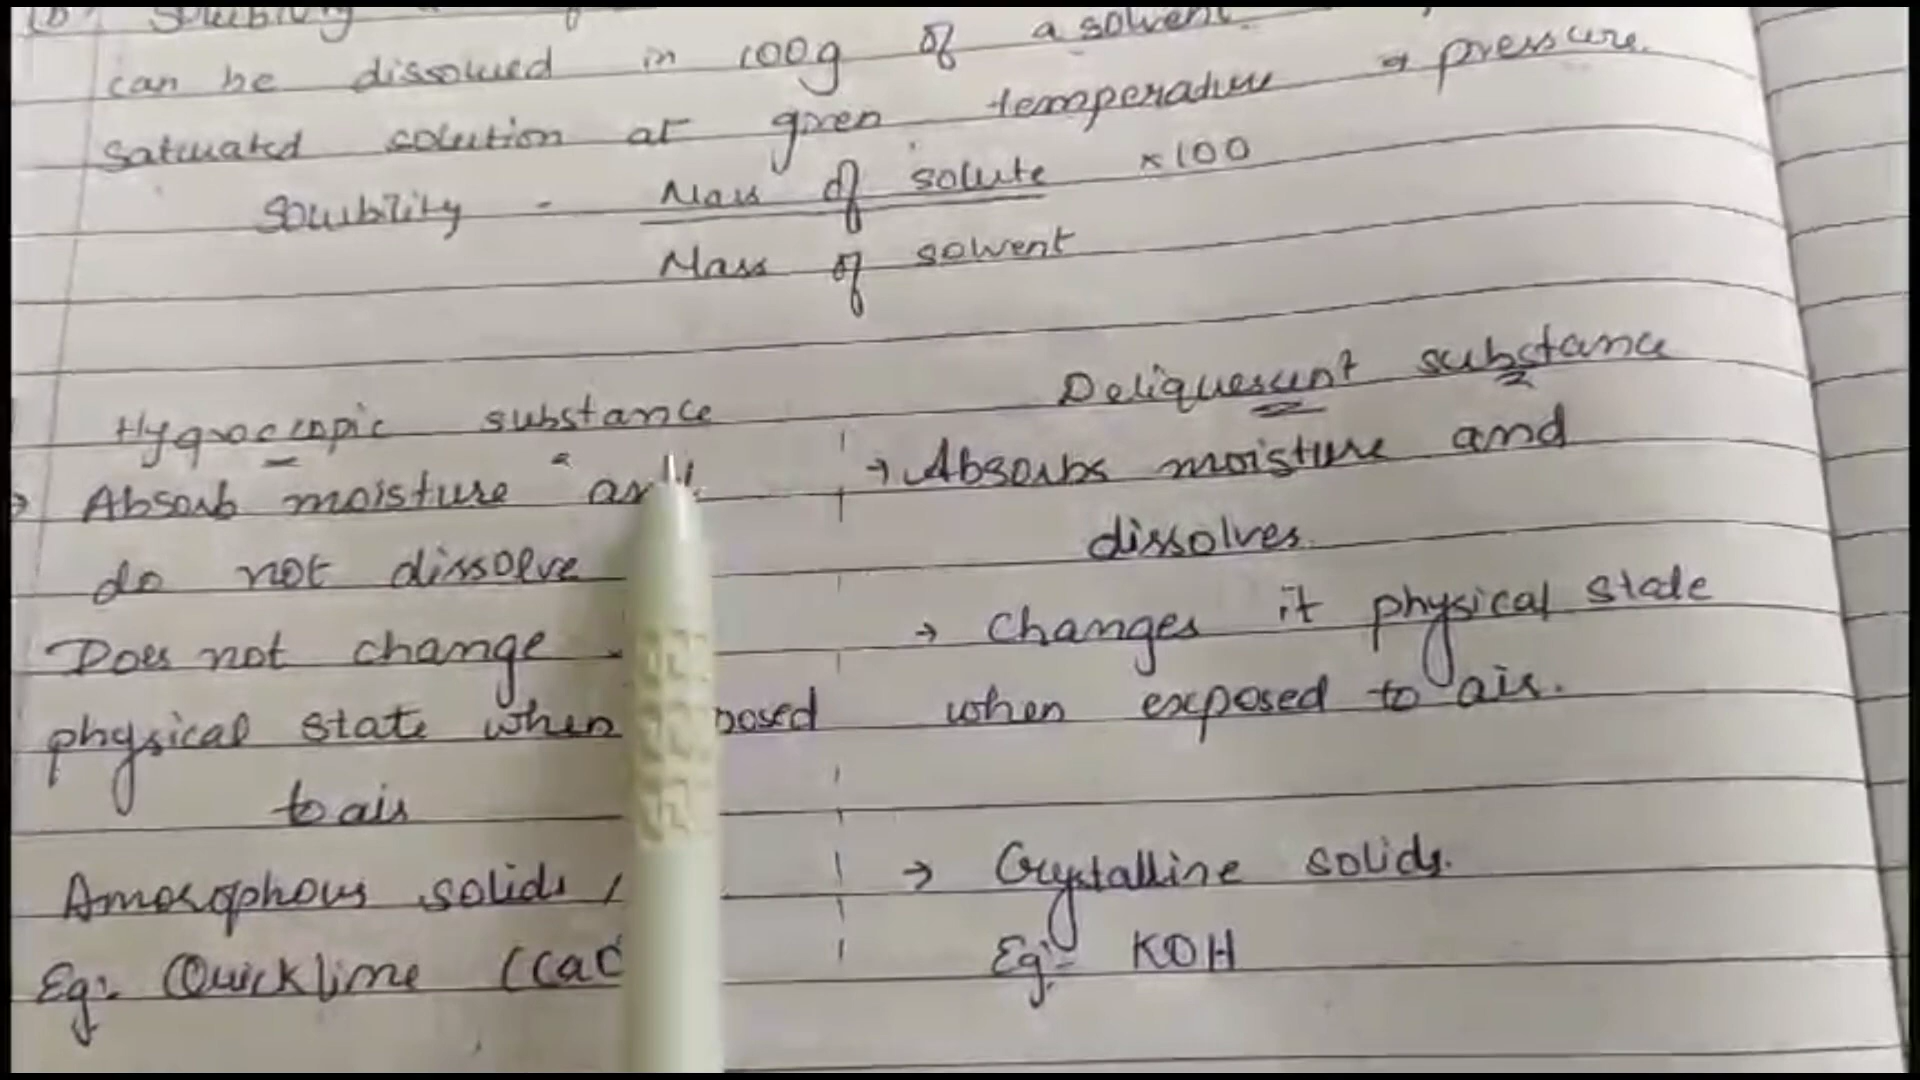 can be dissolved in 100g of a solvent
saturated solution at given temperature & pressure.
Solubility - Mass of solute ×100
Mass of solvent
Hygroscopic substance
Deliquescent substance
→ Absorb moisture and
→ Absorbs moisture and
do not dissolve
dissolves.
Does not change
→ Changes it physical state
physical state when posed
when exposed to air.
to air
Amorphous solids
→ Crystalline solids.
Eg:- Quicklime (CaO
Eg:- KOH